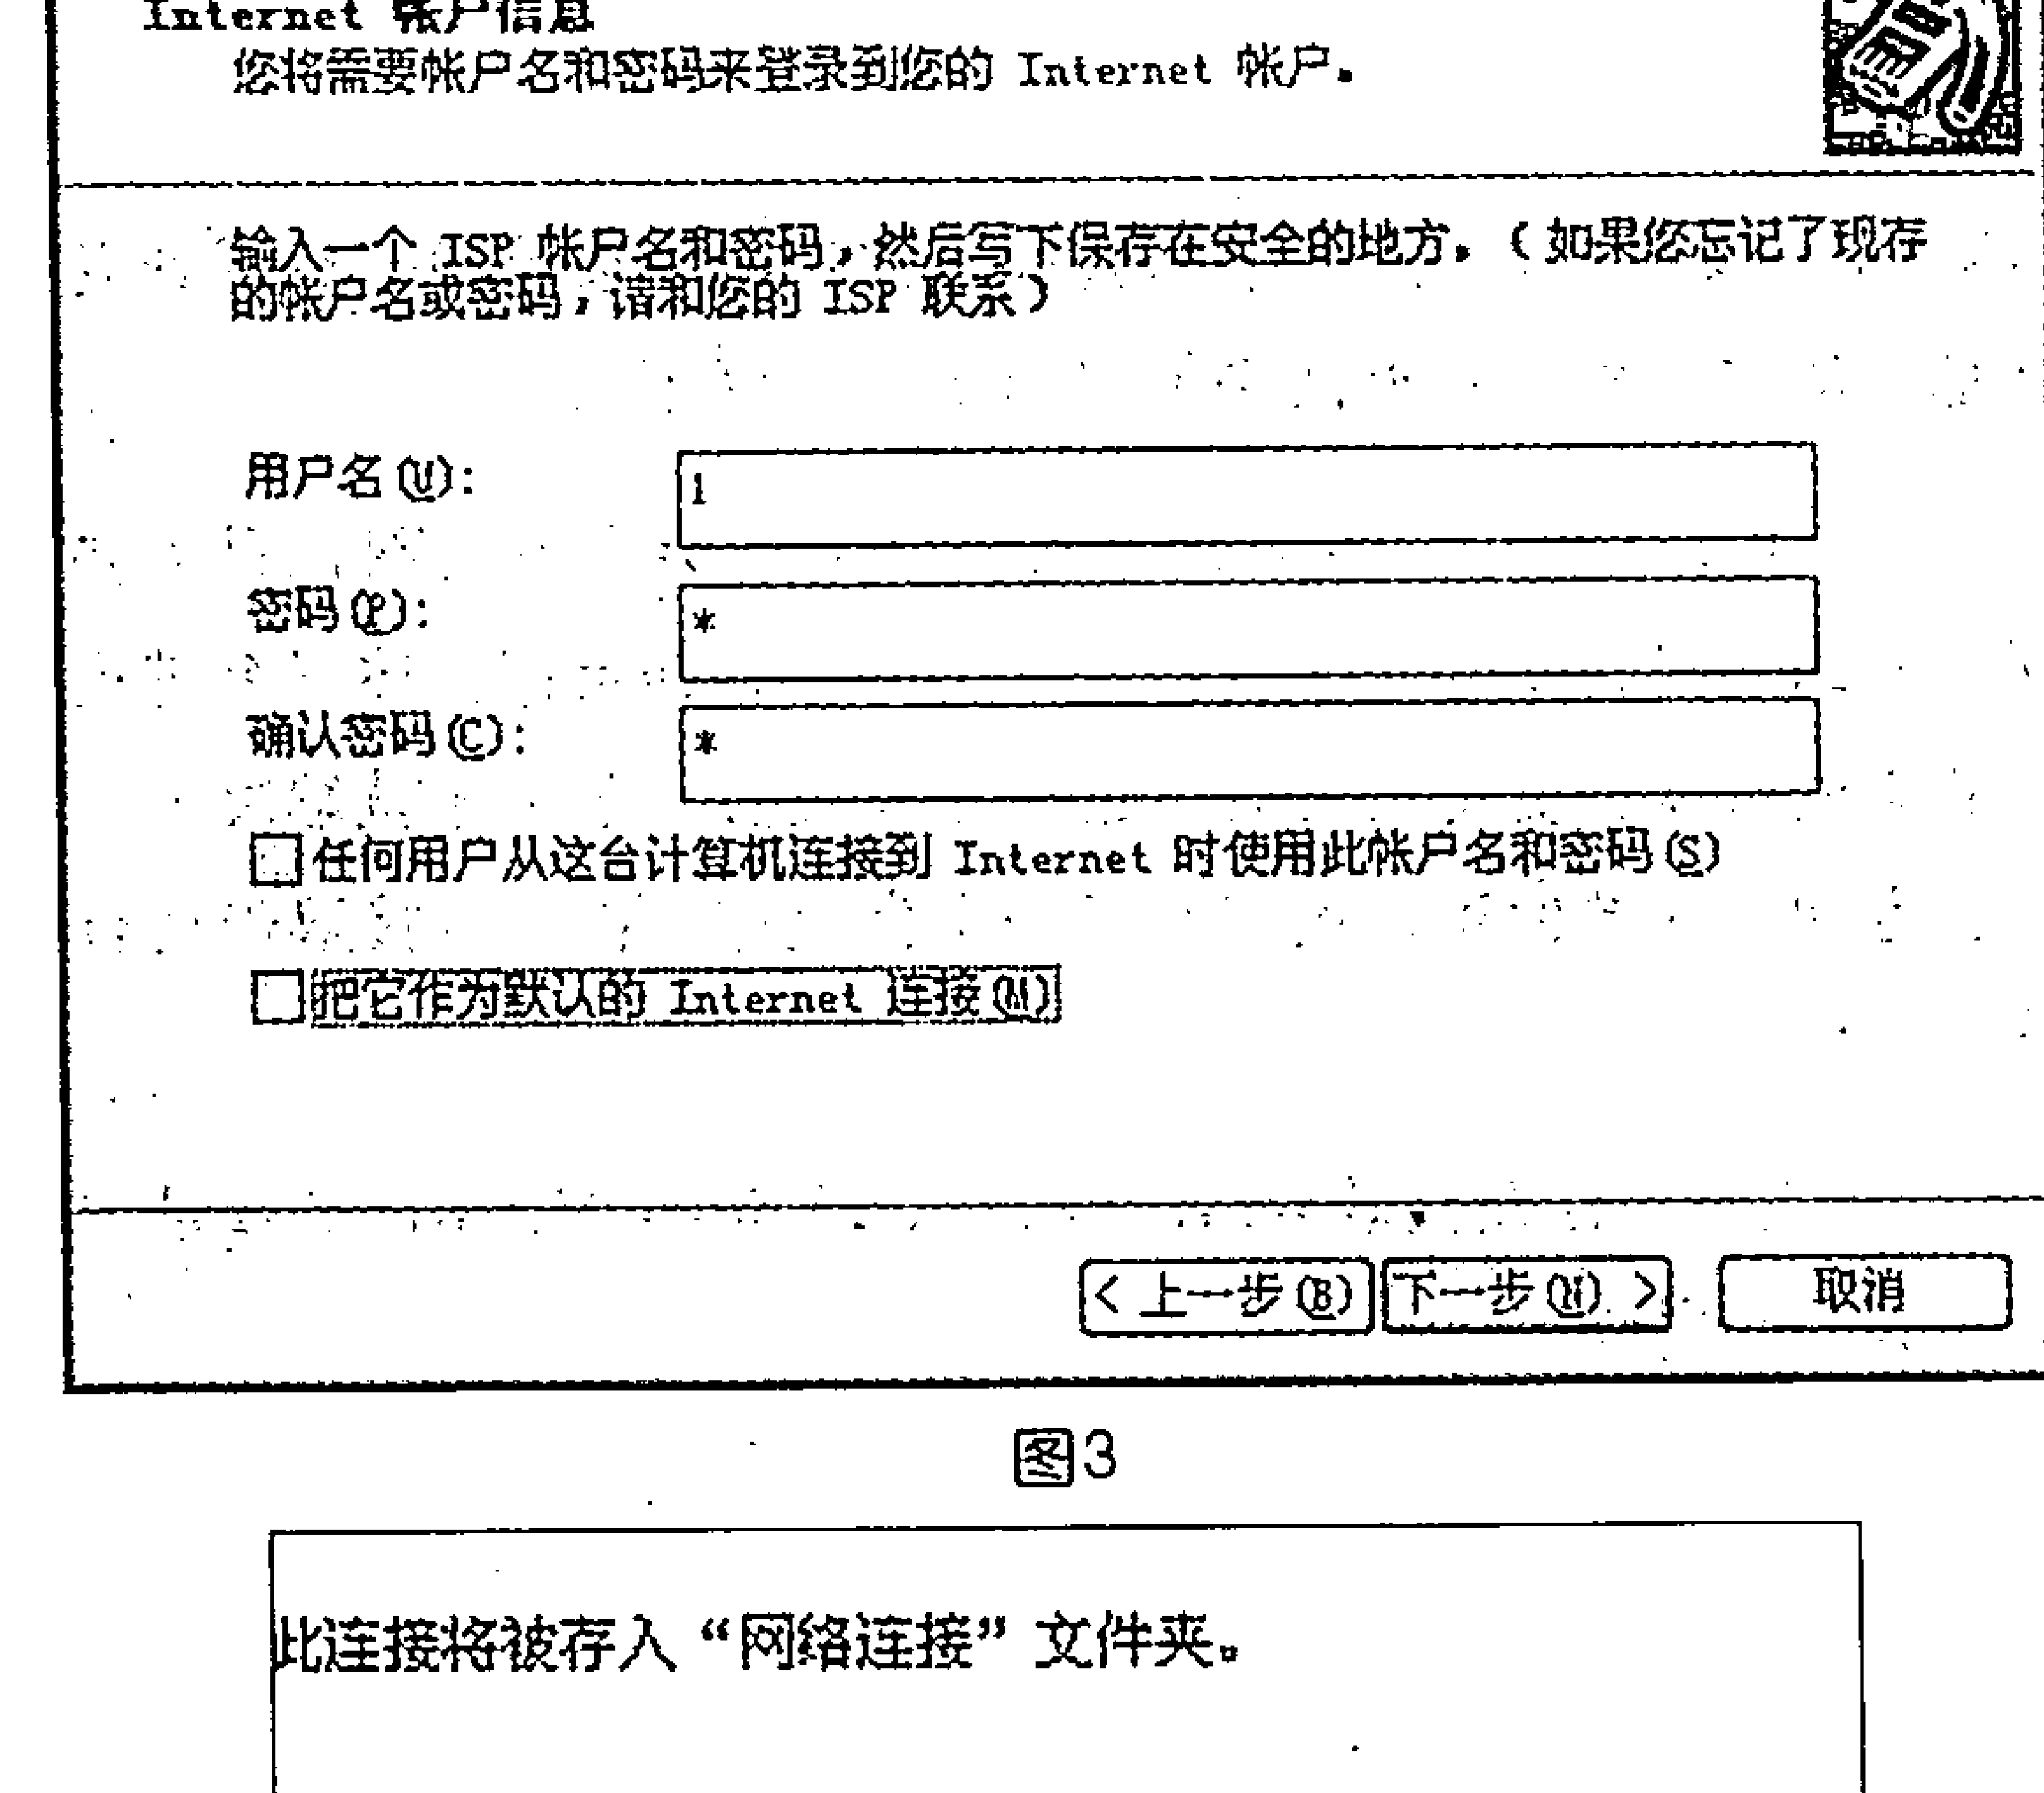 Internet 帐户信息
您将需要帐户名和密码来登录到您的 Internet 帐户。
输入一个 ISP 帐户名和密码，然后写下保存在安全的地方。（如果您忘记了现存
的帐户名或密码，请和您的 ISP 联系）
用户名(U):
1
密码(P):
*
确认密码(C):
*
任何用户从这台计算机连接到 Internet 时使用此帐户名和密码(S)
把它作为默认的 Internet 连接(M)
< 上一步(B) 下一步(N) > 取消
图3
此连接将被存入“网络连接”文件夹。